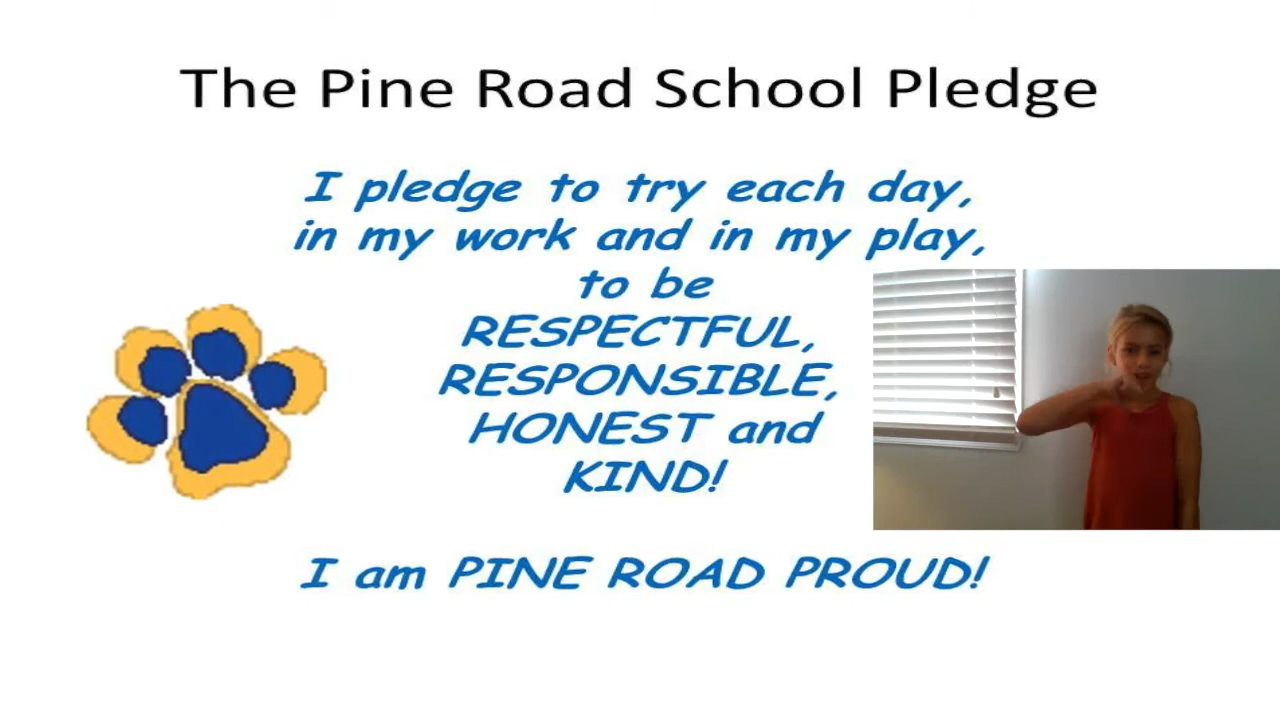 The Pine Road School Pledge
I pledge to try each day,
in my work and in my play,
to be
RESPECTFUL,
RESPONSIBLE,
HONEST and
KIND!
I am PINE ROAD PROUD!